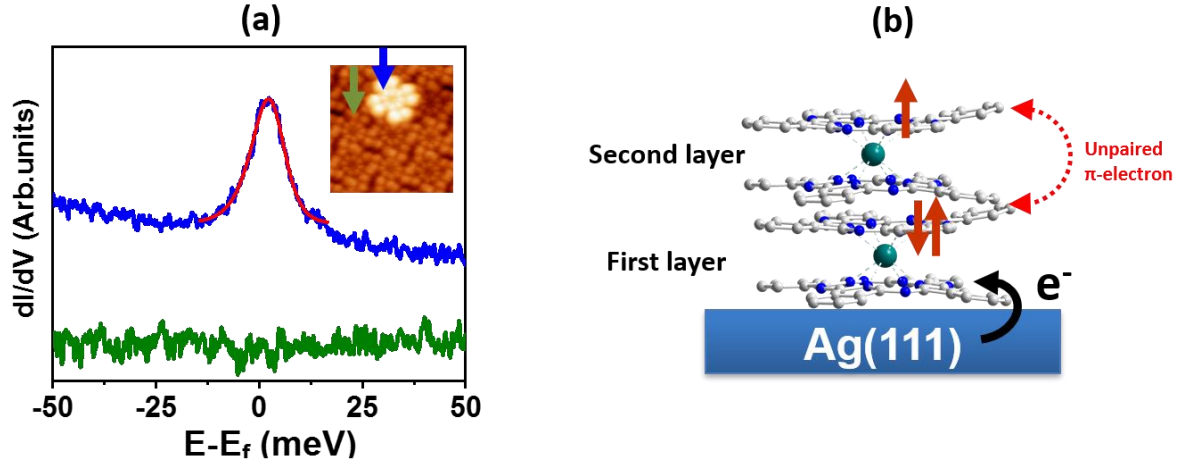 (a)
dI/dV (Arb.units)
-50
-25
0
25
50
E-Ef (meV)
(b)
Second layer
Unpaired
π-electron
First layer
e-
Ag(111)